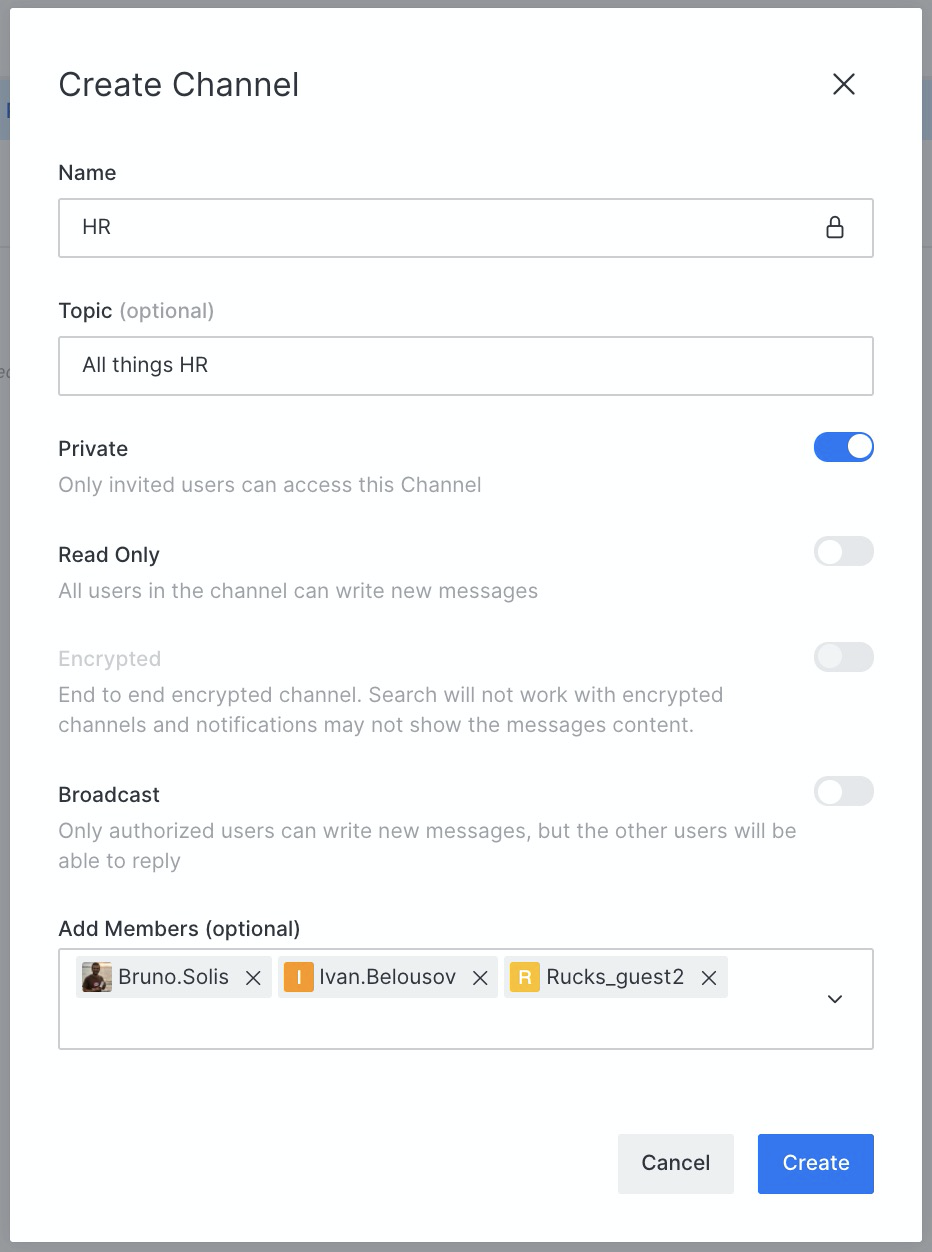 Create Channel
Name
HR
Topic (optional)
All things HR
Private
Only invited users can access this Channel
Read Only
All users in the channel can write new messages
Encrypted
End to end encrypted channel. Search will not work with encrypted
channels and notifications may not show the messages content.
Broadcast
Only authorized users can write new messages, but the other users will be
able to reply
Add Members (optional)
Bruno.Solis I Ivan.Belousov R Rucks_guest2
Cancel Create